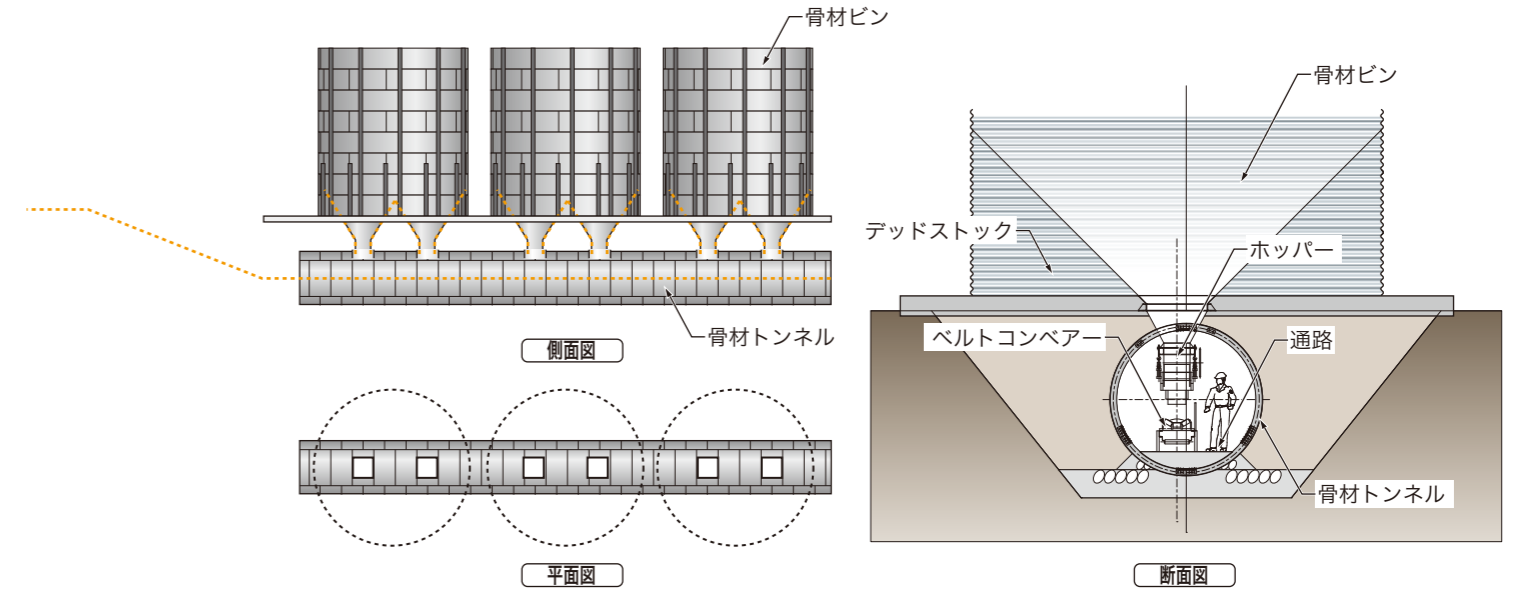 骨材ビン
骨材トンネル
側面図
平面図
骨材ビン
デッドストック
ホッパー
ベルトコンベアー
通路
骨材トンネル
断面図